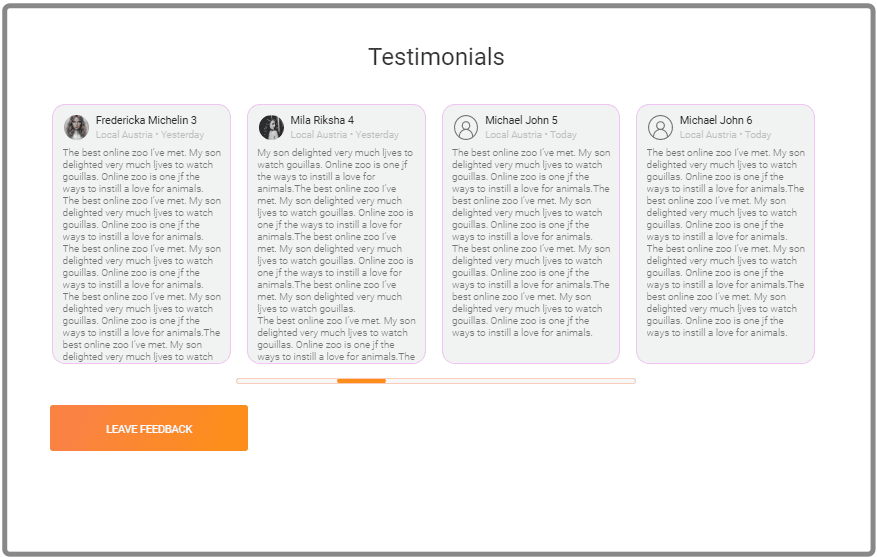 Testimonials
Fredericka Michelin 3
Local Austria • Yesterday
The best online zoo I've met. My son
delighted very much ljves to watch
gouillas. Online zoo is one jf the
ways to instill a love for animals.
The best online zoo I've met. My son
delighted very much ljves to watch
gouillas. Online zoo is one jf the
ways to instill a love for animals.
The best online zoo I've met. My son
delighted very much ljves to watch
gouillas. Online zoo is one jf the
ways to instill a love for animals.
The best online zoo I've met. My son
delighted very much ljves to watch
gouillas. Online zoo is one jf the
ways to instill a love for animals.The
best online zoo I've met. My son
delighted very much ljves to watch
Mila Riksha 4
Local Austria • Yesterday
My son delighted very much ljves to
watch gouillas. Online zoo is one jf
the ways to instill a love for
animals.The best online zoo I've
met. My son delighted very much
ljves to watch gouillas. Online zoo is
one jf the ways to instill a love for
animals.The best online zoo I've
met. My son delighted very much
ljves to watch gouillas. Online zoo is
one jf the ways to instill a love for
animals.The best online zoo I've
met. My son delighted very much
ljves to watch gouillas.
The best online zoo I've met. My son
delighted very much ljves to watch
gouillas. Online zoo is one jf the
ways to instill a love for animals.The
Michael John 5
Local Austria • Today
The best online zoo I've met. My son
delighted very much ljves to watch
gouillas. Online zoo is one jf the
ways to instill a love for animals.The
best online zoo I've met. My son
delighted very much ljves to watch
gouillas. Online zoo is one jf the
ways to instill a love for animals.The
best online zoo I've met. My son
delighted very much ljves to watch
gouillas. Online zoo is one jf the
ways to instill a love for animals.The
best online zoo I've met. My son
delighted very much ljves to watch
gouillas. Online zoo is one jf the
ways to instill a love for animals.
Michael John 6
Local Austria • Today
The best online zoo I've met. My son
delighted very much ljves to watch
gouillas. Online zoo is one jf the
ways to instill a love for animals.The
best online zoo I've met. My son
delighted very much ljves to watch
gouillas. Online zoo is one jf the
ways to instill a love for animals.The
best online zoo I've met. My son
delighted very much ljves to watch
gouillas. Online zoo is one jf the
ways to instill a love for animals.The
best online zoo I've met. My son
delighted very much ljves to watch
gouillas. Online zoo is one jf the
ways to instill a love for animals.
LEAVE FEEDBACK